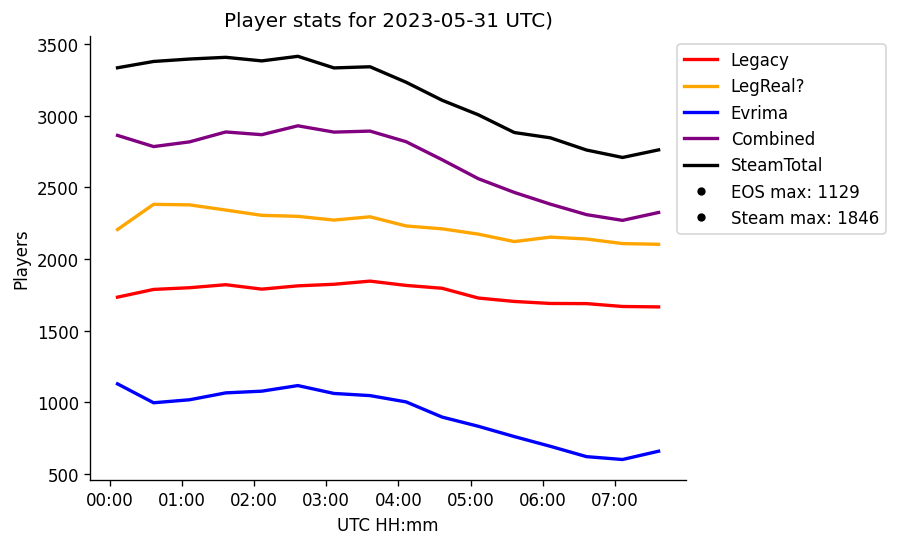 Player stats for 2023-05-31 UTC)
3500
3000
2500
2000
1500
1000
500
Players
00:00 01:00 02:00 03:00 04:00 05:00 06:00 07:00
UTC HH:mm
Legacy
LegReal?
Evrima
Combined
SteamTotal
EOS max: 1129
Steam max: 1846